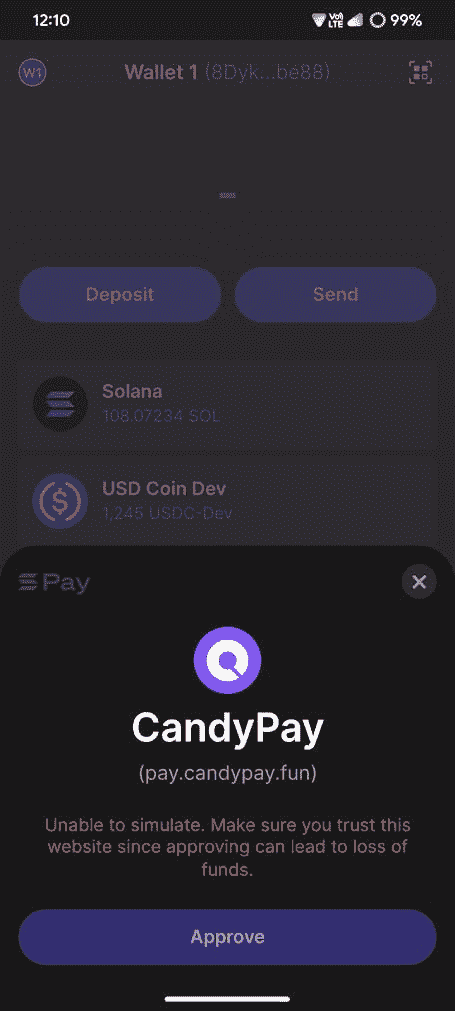 12:10
Vo)
LTE
99%
W1
Wallet 1 (8Dyk...be88)
Deposit
Send
Solana
108.07234 SOL
USD Coin Dev
1,245 USDC-Dev
Pay
CandyPay
(pay.candypay.fun)
Unable to simulate. Make sure you trust this
website since approving can lead to loss of
funds.
Approve